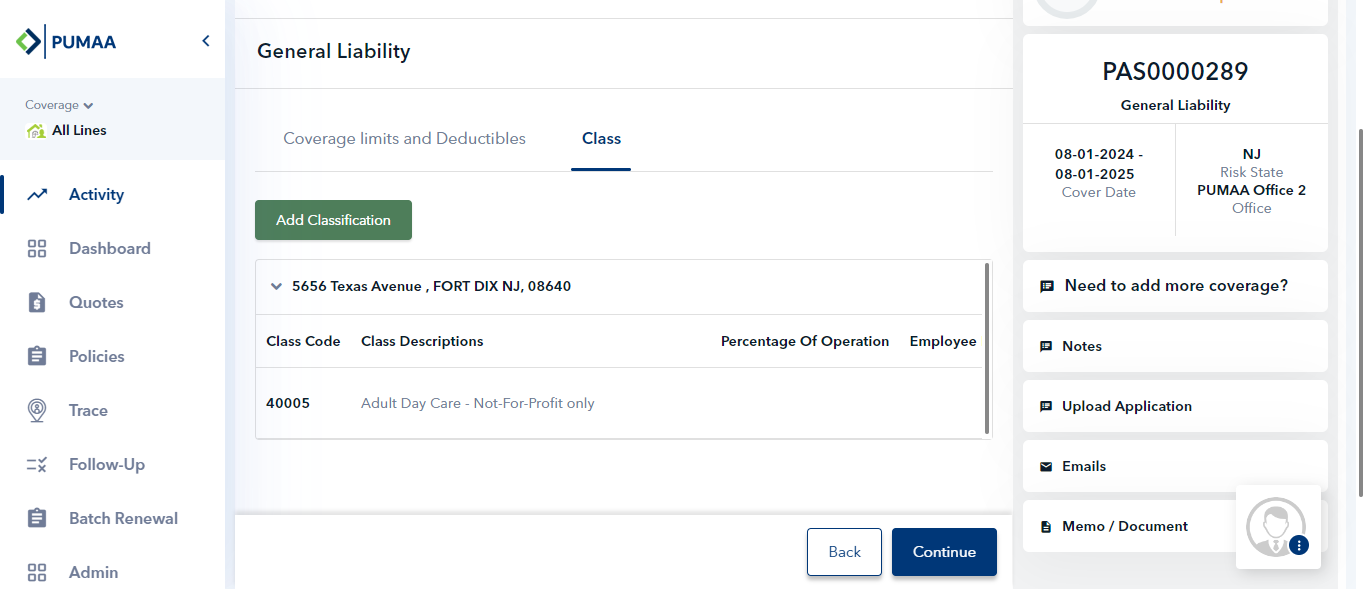 PUMAA
Coverage
All Lines
Activity
Dashboard
Quotes
Policies
Trace
Follow-Up
Batch Renewal
Admin
General Liability
Coverage limits and Deductibles
Class
Add Classification
5656 Texas Avenue , FORT DIX NJ, 08640
Class Code Class Descriptions Percentage Of Operation Employee
40005 Adult Day Care - Not-For-Profit only
Back
Continue
PAS0000289
General Liability
08-01-2024 -
08-01-2025
Cover Date
NJ
Risk State
PUMAA Office 2
Office
Need to add more coverage?
Notes
Upload Application
Emails
Memo / Document